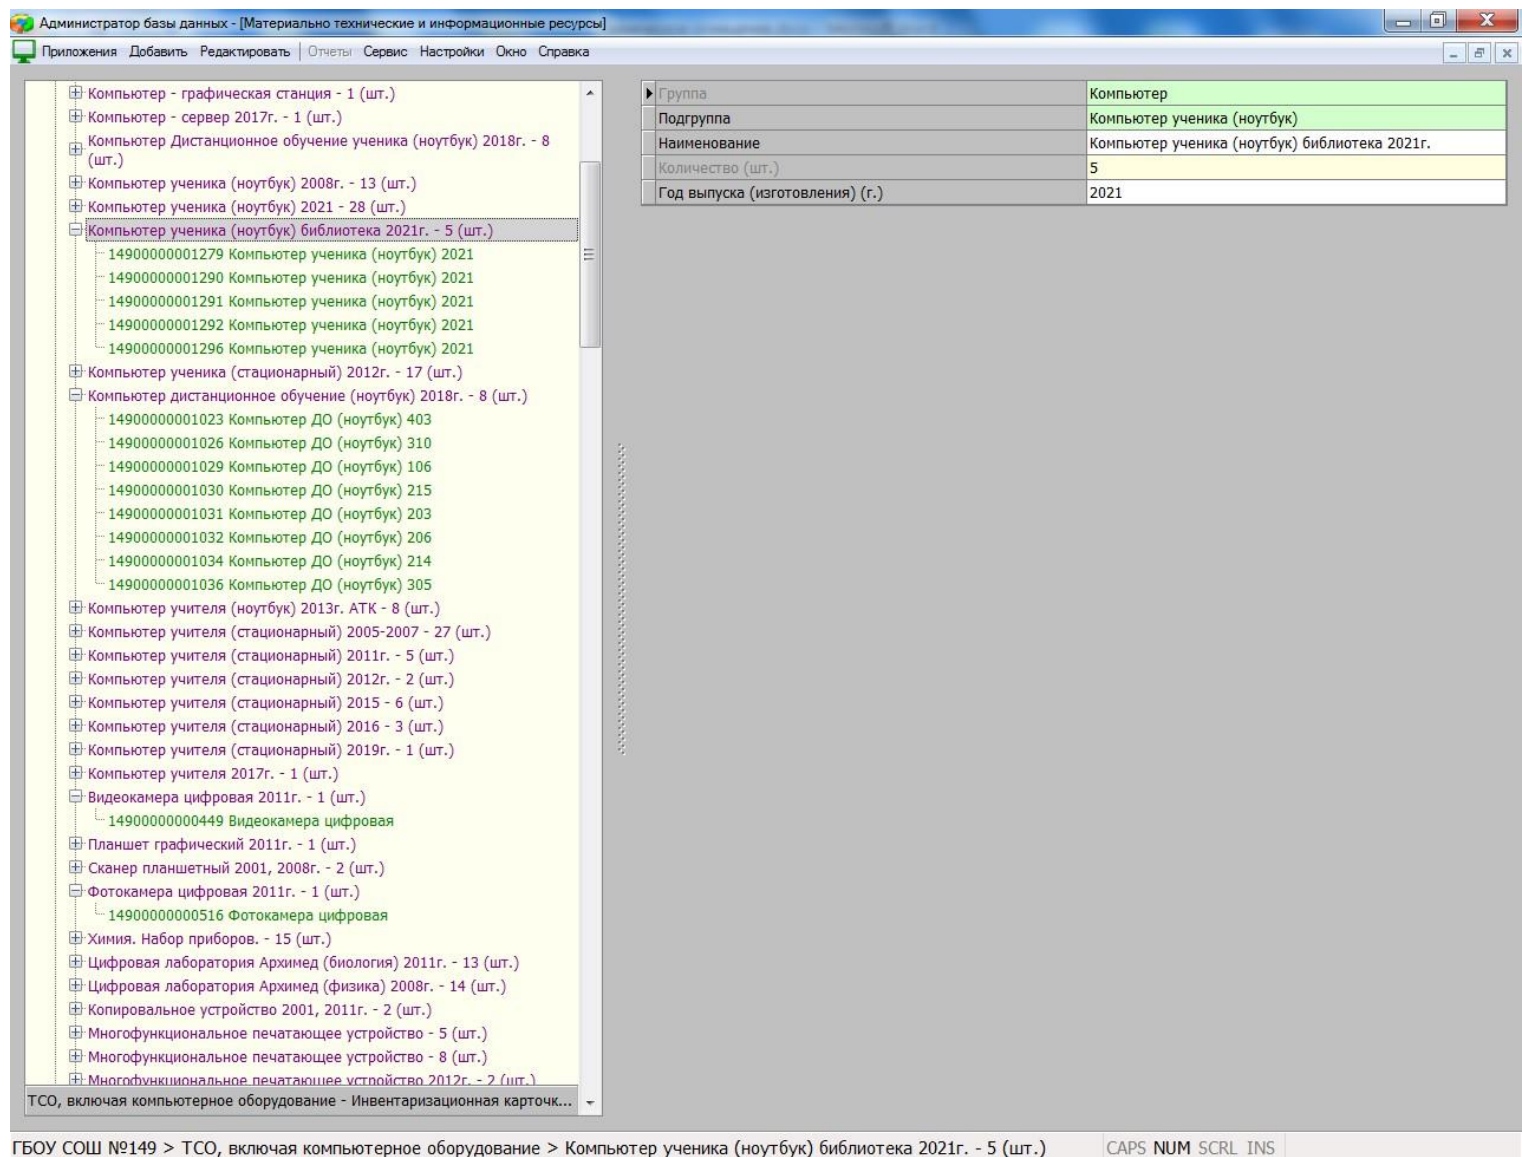 Администратор базы данных - [Материально технические и информационные ресурсы]
Приложения Добавить Редактировать Отчеты Сервис Настройки Окно Справка
Компьютер - графическая станция - 1 (шт.)
Компьютер - сервер 2017г. - 1 (шт.)
Компьютер Дистанционное обучение ученика (ноутбук) 2018г. - 8
(шт.)
Компьютер ученика (ноутбук) 2008г. - 13 (шт.)
Компьютер ученика (ноутбук) 2021 - 28 (шт.)
Компьютер ученика (ноутбук) библиотека 2021г. - 5 (шт.)
14900000001279 Компьютер ученика (ноутбук) 2021
14900000001290 Компьютер ученика (ноутбук) 2021
14900000001291 Компьютер ученика (ноутбук) 2021
14900000001292 Компьютер ученика (ноутбук) 2021
14900000001296 Компьютер ученика (ноутбук) 2021
Компьютер ученика (стационарный) 2012г. - 17 (шт.)
Компьютер дистанционное обучение (ноутбук) 2018г. - 8 (шт.)
14900000001023 Компьютер ДО (ноутбук) 403
14900000001026 Компьютер ДО (ноутбук) 310
14900000001029 Компьютер ДО (ноутбук) 106
14900000001030 Компьютер ДО (ноутбук) 215
14900000001031 Компьютер ДО (ноутбук) 203
14900000001032 Компьютер ДО (ноутбук) 206
14900000001034 Компьютер ДО (ноутбук) 214
14900000001036 Компьютер ДО (ноутбук) 305
Компьютер учителя (ноутбук) 2013г. АТК - 8 (шт.)
Компьютер учителя (стационарный) 2005-2007 - 27 (шт.)
Компьютер учителя (стационарный) 2011г. - 5 (шт.)
Компьютер учителя (стационарный) 2012г. - 2 (шт.)
Компьютер учителя (стационарный) 2015 - 6 (шт.)
Компьютер учителя (стационарный) 2016 - 3 (шт.)
Компьютер учителя (стационарный) 2019г. - 1 (шт.)
Компьютер учителя 2017г. - 1 (шт.)
Видеокамера цифровая 2011г. - 1 (шт.)
14900000000449 Видеокамера цифровая
Планшет графический 2011г. - 1 (шт.)
Сканер планшетный 2001, 2008г. - 2 (шт.)
Фотокамера цифровая 2011г. - 1 (шт.)
14900000000516 Фотокамера цифровая
Химия. Набор приборов. - 15 (шт.)
Цифровая лаборатория Архимед (биология) 2011г. - 13 (шт.)
Цифровая лаборатория Архимед (физика) 2008г. - 14 (шт.)
Копировальное устройство 2001, 2011г. - 2 (шт.)
Многофункциональное печатающее устройство - 5 (шт.)
Многофункциональное печатающее устройство - 8 (шт.)
Многофункциональное печатающее устройство 2012г. - 2 (шт.)
ТСО, включая компьютерное оборудование - Инвентаризационная карточк...
Группа Компьютер
Подгруппа Компьютер ученика (ноутбук)
Наименование Компьютер ученика (ноутбук) библиотека 2021г.
Количество (шт.) 5
Год выпуска (изготовления) (г.) 2021
ГБОУ СОШ №149 > ТСО, включая компьютерное оборудование > Компьютер ученика (ноутбук) библиотека 2021г. - 5 (шт.) CAPS NUM SCRL INS